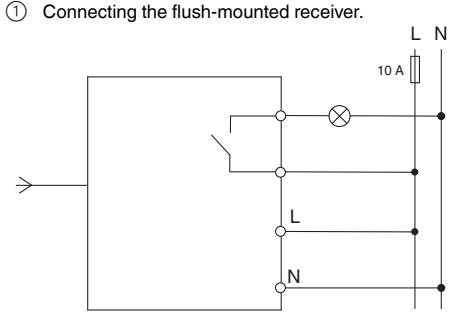 ① Connecting the flush-mounted receiver.
L N
10 A
L
N